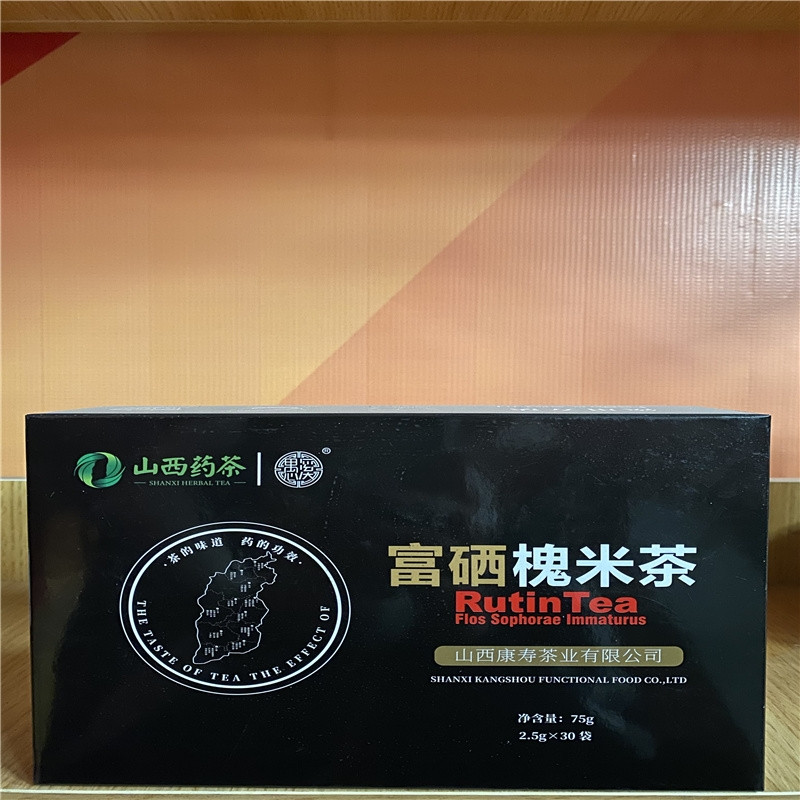 山西药茶
SHANXI HERBAL TEA
®
·茶的味道 药的功效·
THE TASTE OF TEA THE EFFECT OF
富硒槐米茶
RutinTea
Flos Sophorae Immaturus
山西康寿茶业有限公司
SHANXI KANGSHOU FUNCTIONAL FOOD CO.,LTD
净含量：75g
2.5g×30 袋